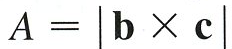 A = | b × c |